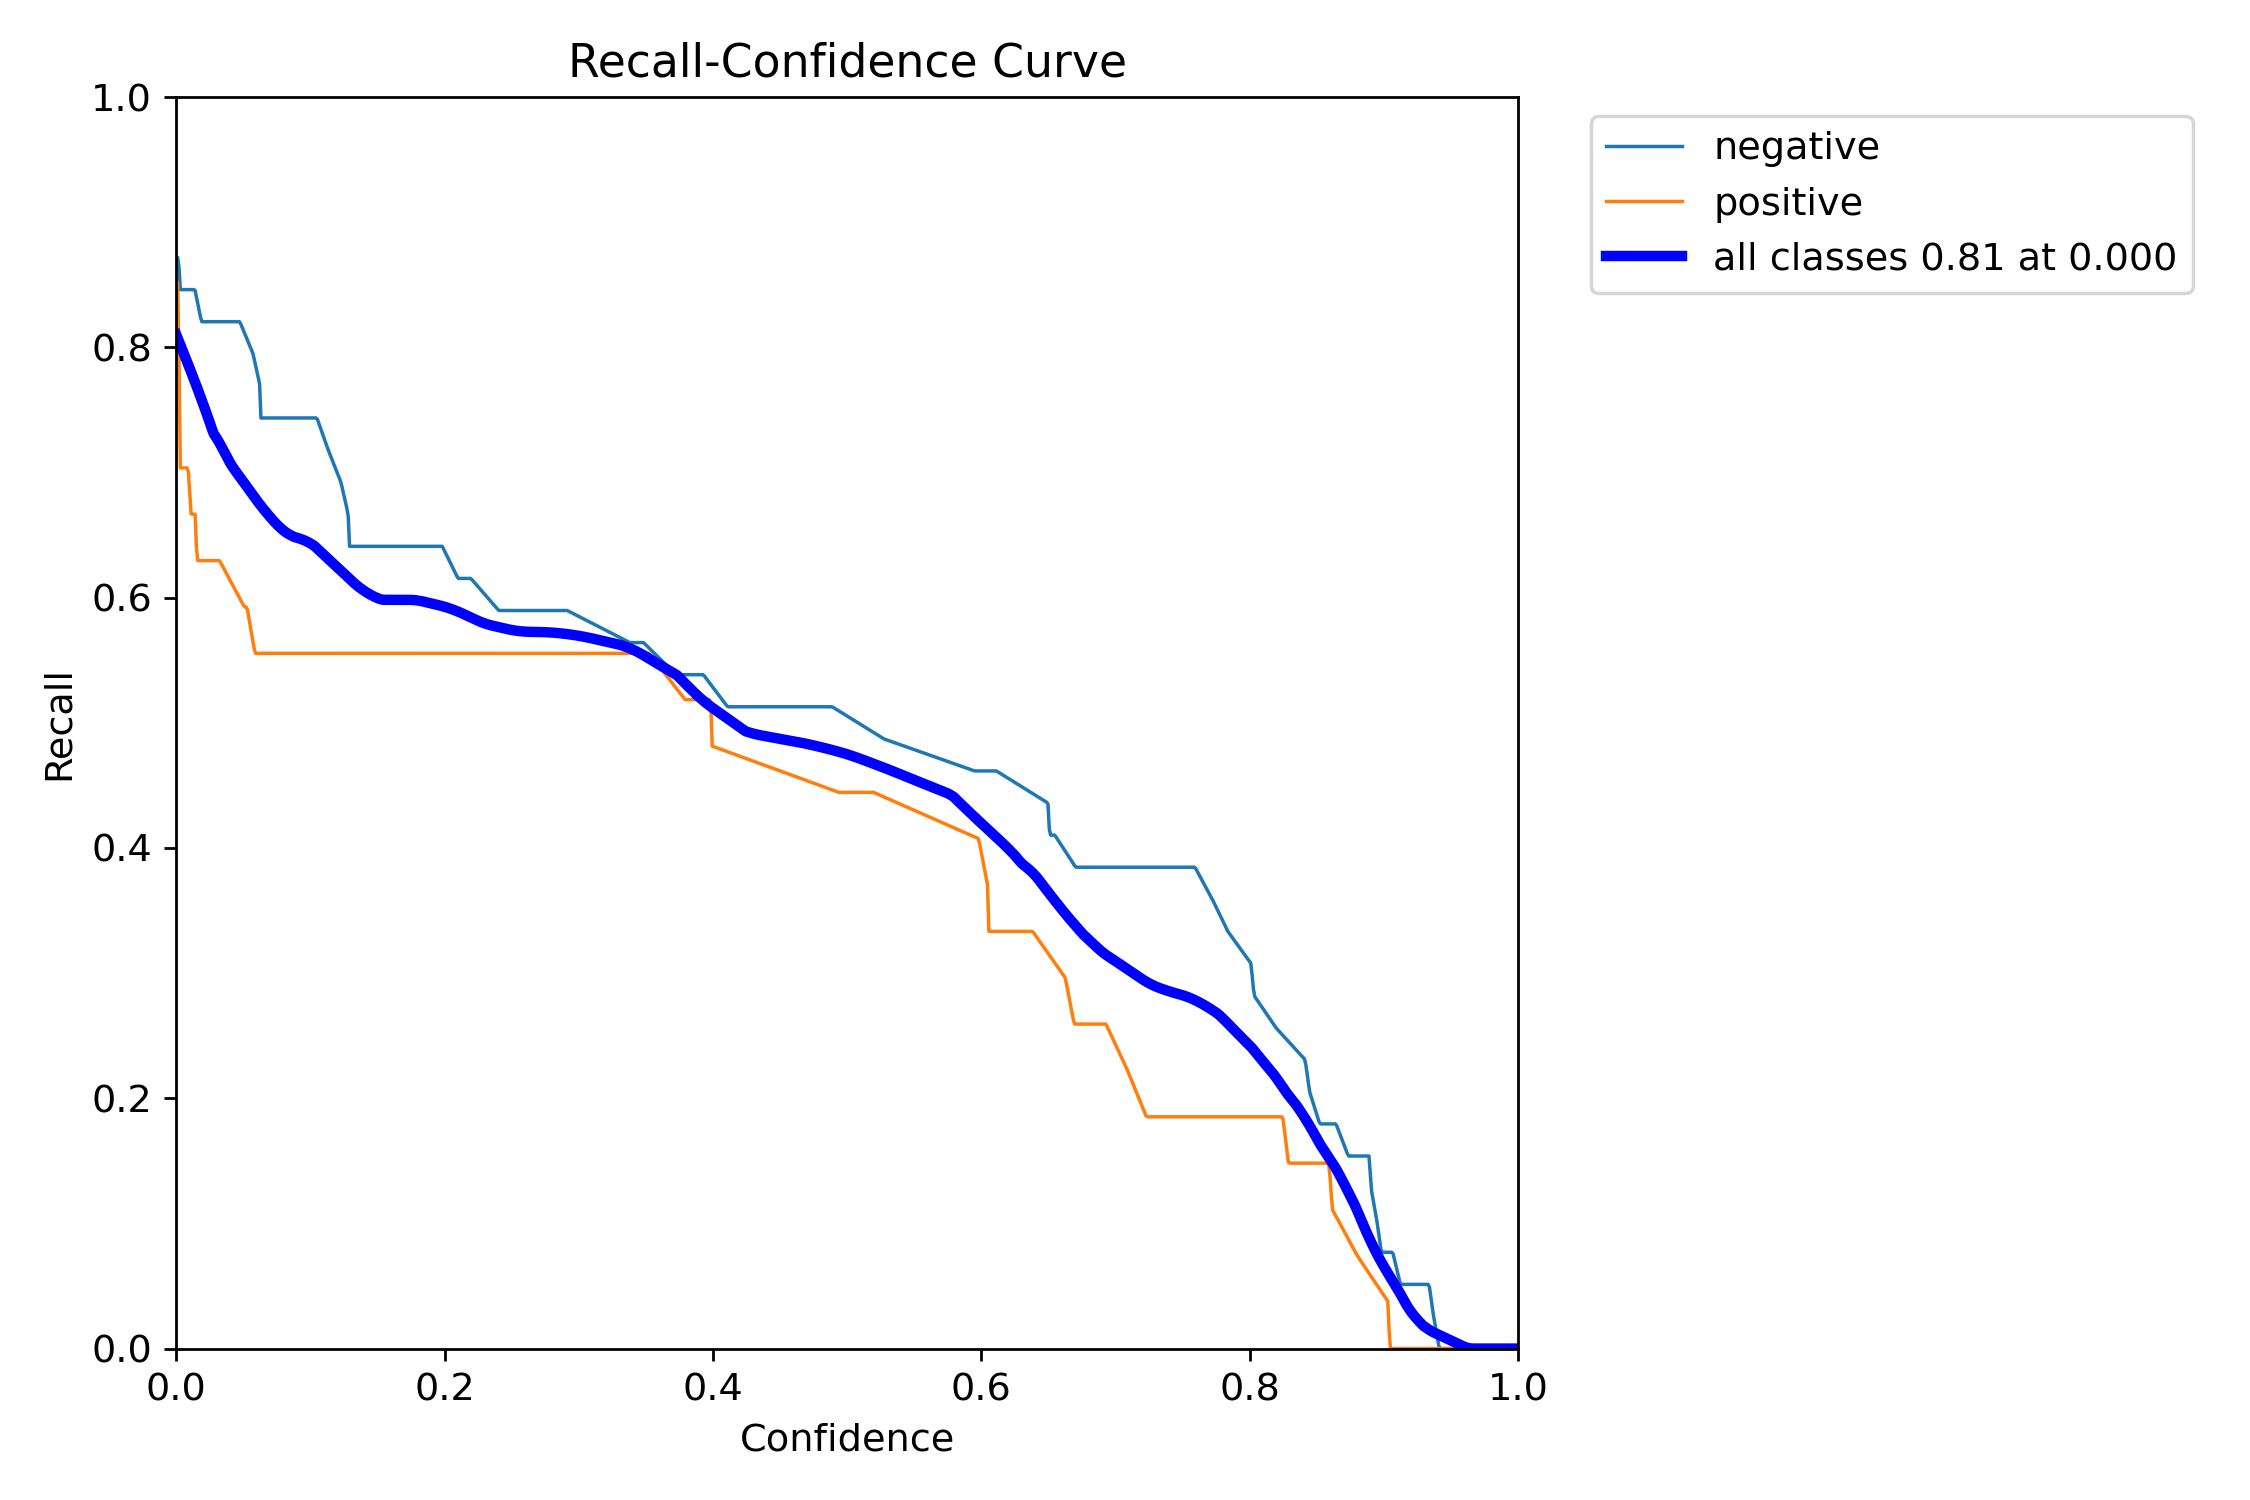 Recall-Confidence Curve
1.0
0.8
0.6
0.4
0.2
0.0
Recall
0.0 0.2 0.4 0.6 0.8 1.0
Confidence
negative
positive
all classes 0.81 at 0.000